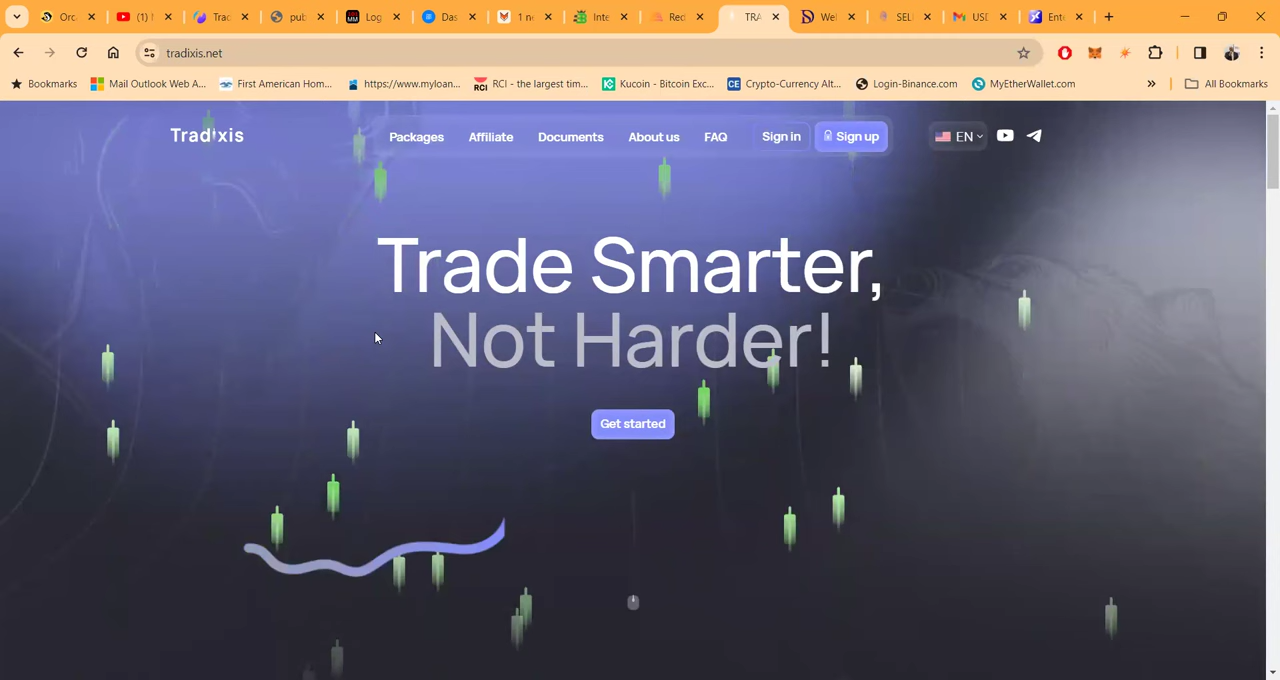 Orc
(1) 
Trac
pub
Log
Das
1 n
Inte
Red
TRA
Wel
SEL
USD
Ente
tradixis.net
Bookmarks
Mail Outlook Web A...
First American Hom...
https://www.myloan...
RCI - the largest tim...
Kucoin - Bitcoin Exc...
Crypto-Currency Alt...
Login-Binance.com
MyEtherWallet.com
All Bookmarks
Tradixis
Packages
Affiliate
Documents
About us
FAQ
Sign in
Sign up
EN
Trade Smarter,
Not Harder!
Get started